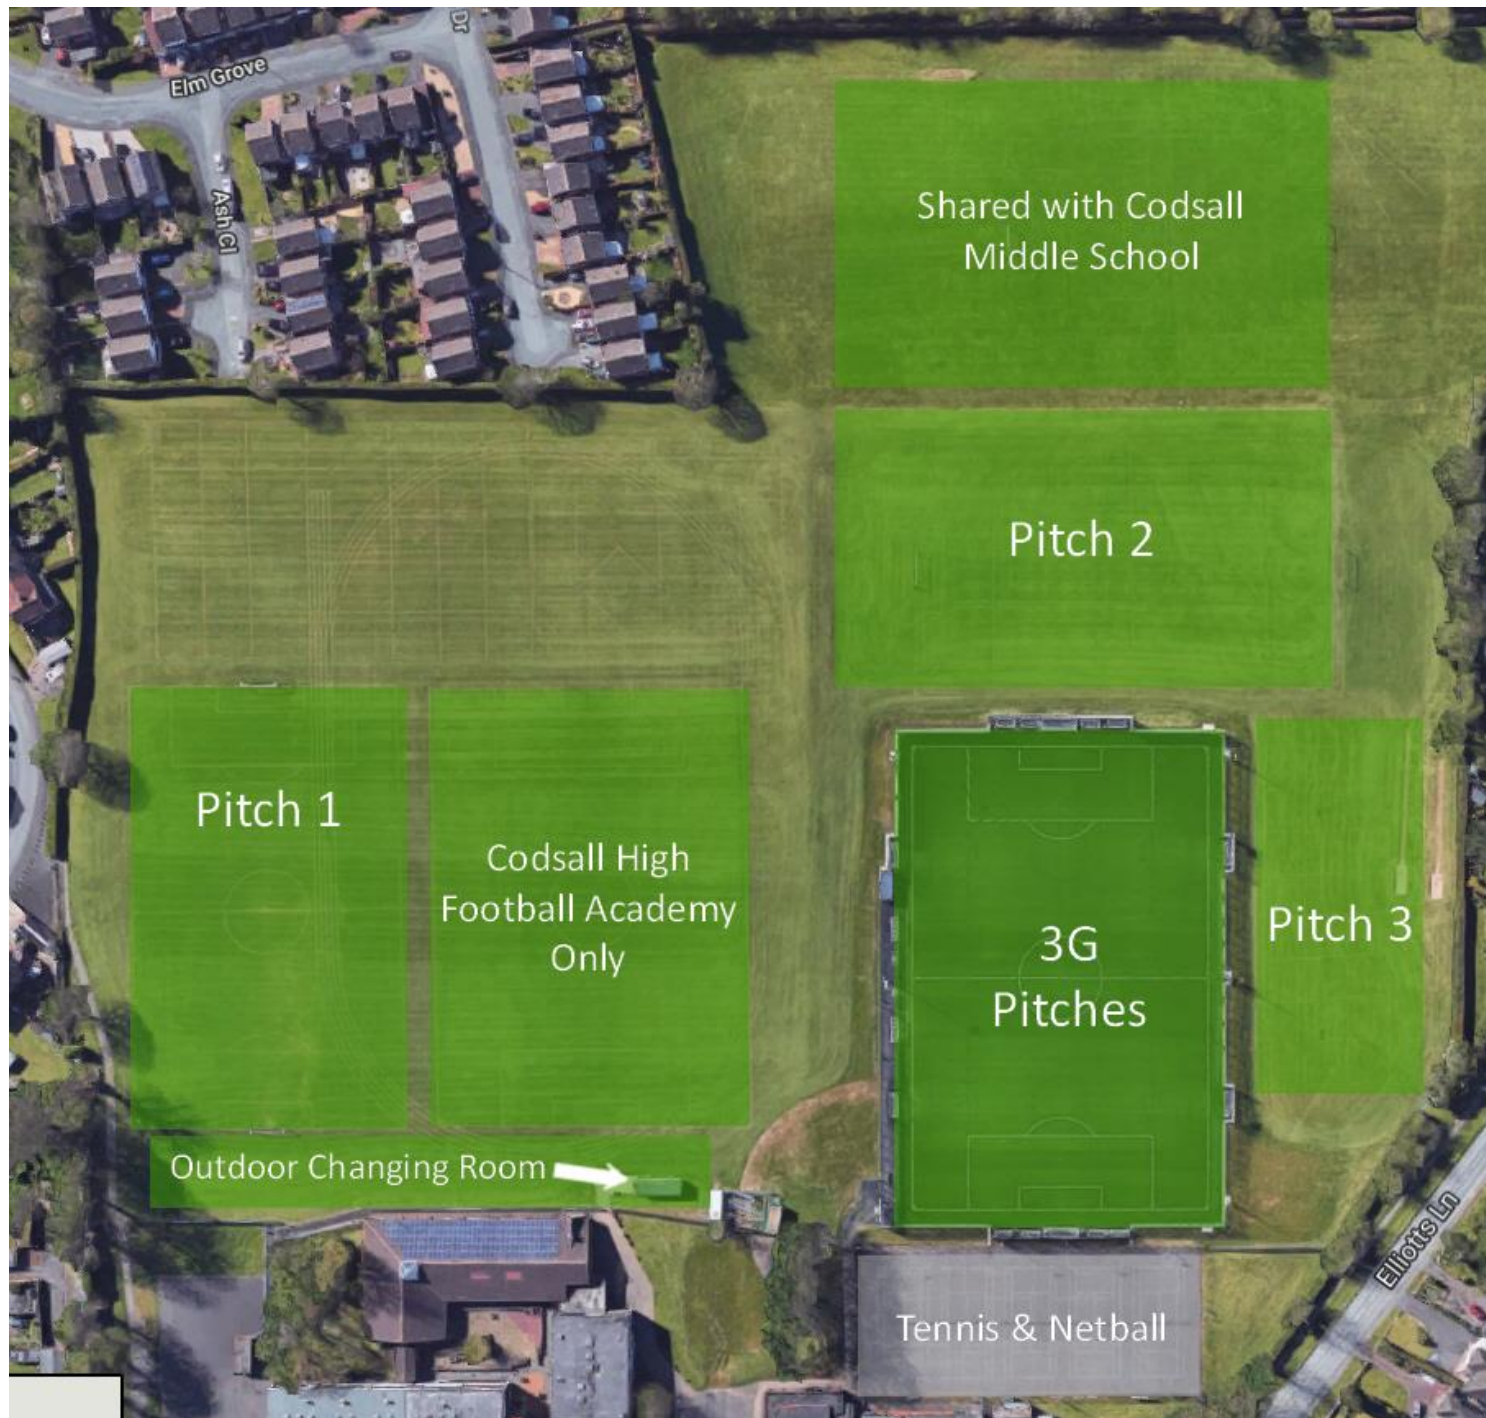 Dr
Elm Grove
Ash Cl
Shared with Codsall
Middle School
Pitch 2
Pitch 1
Codsall High
Football Academy
Only
3G
Pitches
Pitch 3
Outdoor Changing Room
Elliotts Ln
Tennis & Netball